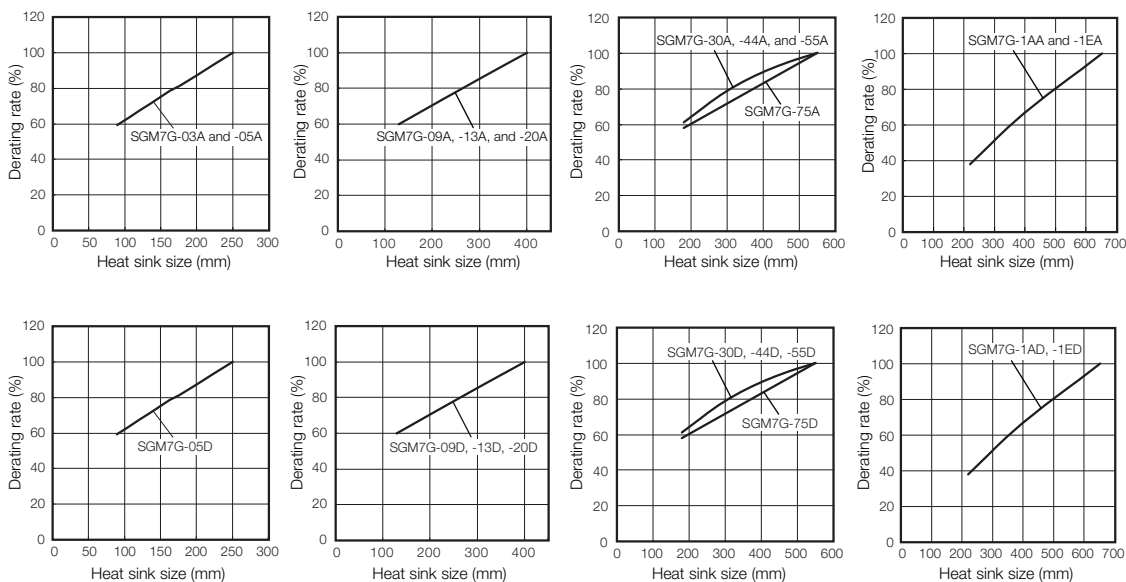 120
100
80
60
40
20
0
Derating rate (%)
SGM7G-03A and -05A
0 50 100 150 200 250 300
Heat sink size (mm)
120
100
80
60
40
20
0
Derating rate (%)
SGM7G-09A, -13A, and -20A
0 100 200 300 400
Heat sink size (mm)
120
100
80
60
40
20
0
Derating rate (%)
SGM7G-30A, -44A, and -55A
SGM7G-75A
0 100 200 300 400 500 600
Heat sink size (mm)
120
100
80
60
40
20
0
Derating rate (%)
SGM7G-1AA and -1EA
0 100 200 300 400 500 600 700
Heat sink size (mm)
120
100
80
60
40
20
0
Derating rate (%)
SGM7G-05D
0 50 100 150 200 250 300
Heat sink size (mm)
120
100
80
60
40
20
0
Derating rate (%)
SGM7G-09D, -13D, -20D
0 100 200 300 400
Heat sink size (mm)
120
100
80
60
40
20
0
Derating rate (%)
SGM7G-30D, -44D, -55D
SGM7G-75D
0 100 200 300 400 500 600
Heat sink size (mm)
120
100
80
60
40
20
0
Derating rate (%)
SGM7G-1AD, -1ED
0 100 200 300 400 500 600 700
Heat sink size (mm)